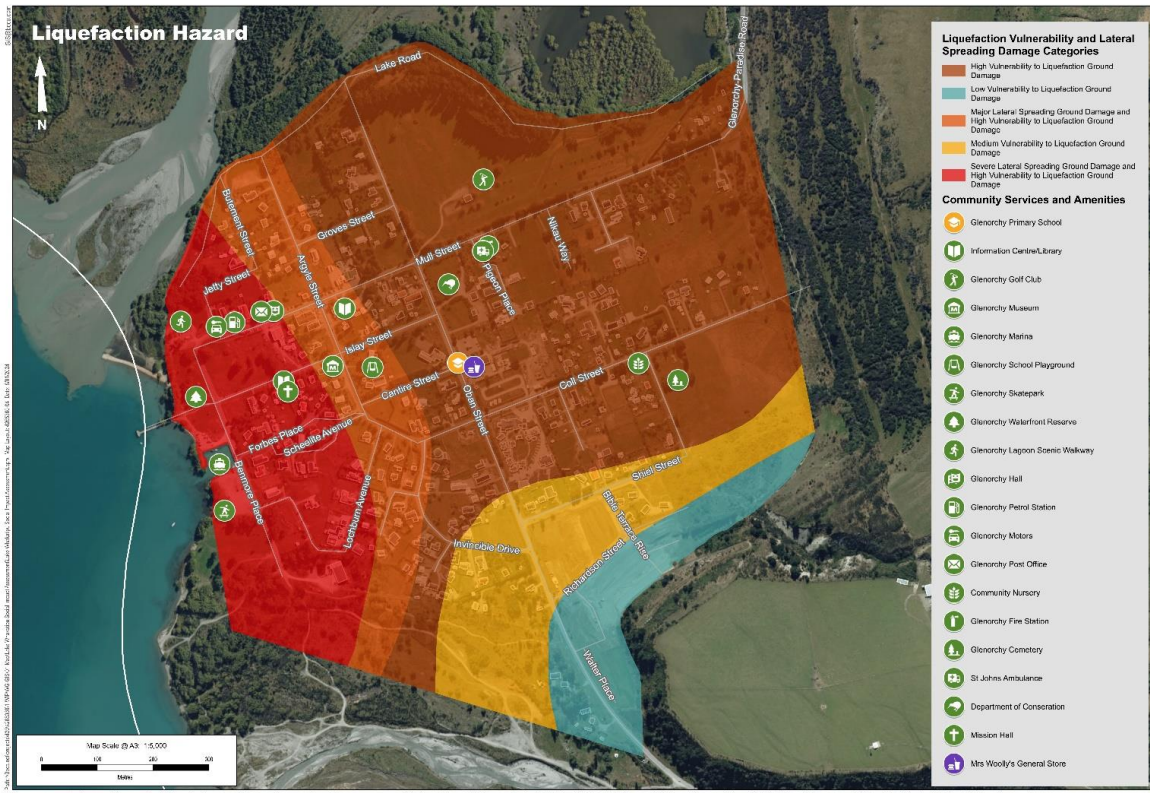 Liquefaction Hazard
N
Lake Road
Glenorchy-Paradise Road
Butement Street
Groves Street
Argyle Street
Mull Street
Nikau Way
Pigeon Place
Jetty Street
Islay Street
Centre Street
Oban Street
Coll Street
Forbes Place
Scheelite Avenue
Benmore Place
Lochburn Avenue
Shiel Street
Bible Terrace Rise
Invincible Drive
Richardson Street
Walter Place
Map Scale @ A3: 1:5,000
0 100 200 300
Metres
Liquefaction Vulnerability and Lateral
Spreading Damage Categories
High Vulnerability to Liquefaction Ground
Damage
Low Vulnerability to Liquefaction Ground
Damage
Major Lateral Spreading Ground Damage and
High Vulnerability to Liquefaction Ground
Damage
Medium Vulnerability to Liquefaction Ground
Damage
Severe Lateral Spreading Ground Damage and
High Vulnerability to Liquefaction Ground
Damage
Community Services and Amenities
Glenorchy Primary School
Information Centre/Library
Glenorchy Golf Club
Glenorchy Museum
Glenorchy Marina
Glenorchy School Playground
Glenorchy Skatepark
Glenorchy Waterfront Reserve
Glenorchy Lagoon Scenic Walkway
Glenorchy Hall
Glenorchy Petrol Station
Glenorchy Motors
Glenorchy Post Office
Community Nursery
Glenorchy Fire Station
Glenorchy Cemetery
St Johns Ambulance
Department of Conseration
Mission Hall
Mrs Woolly's General Store